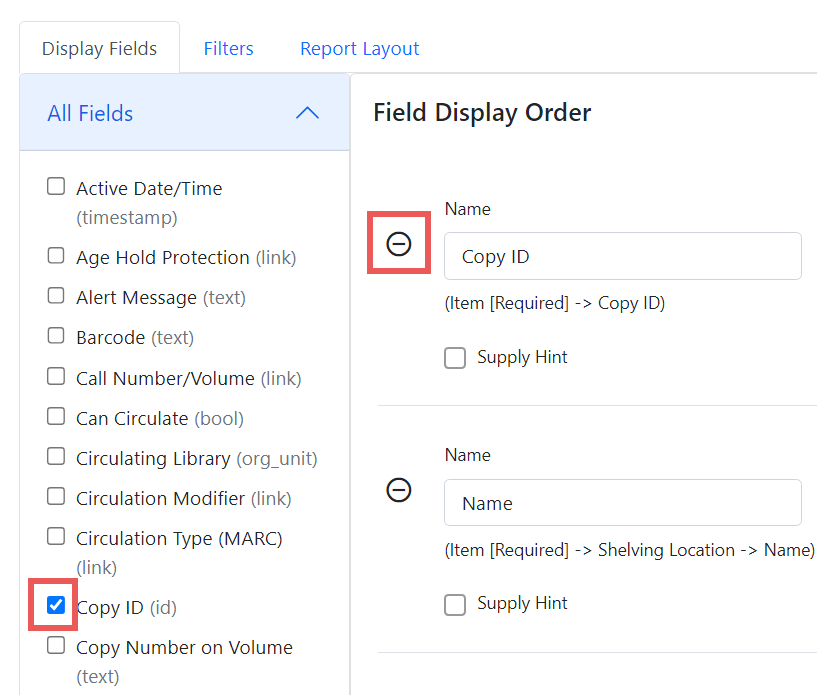 Display Fields
Filters
Report Layout
All Fields
Active Date/Time
(timestamp)
Age Hold Protection (link)
Alert Message (text)
Barcode (text)
Call Number/Volume (link)
Can Circulate (bool)
Circulating Library (org_unit)
Circulation Modifier (link)
Circulation Type (MARC)
(link)
Copy ID (id)
Copy Number on Volume
(text)
Field Display Order
Name
Copy ID
(Item [Required] -> Copy ID)
Supply Hint
Name
Name
(Item [Required] -> Shelving Location -> Name)
Supply Hint